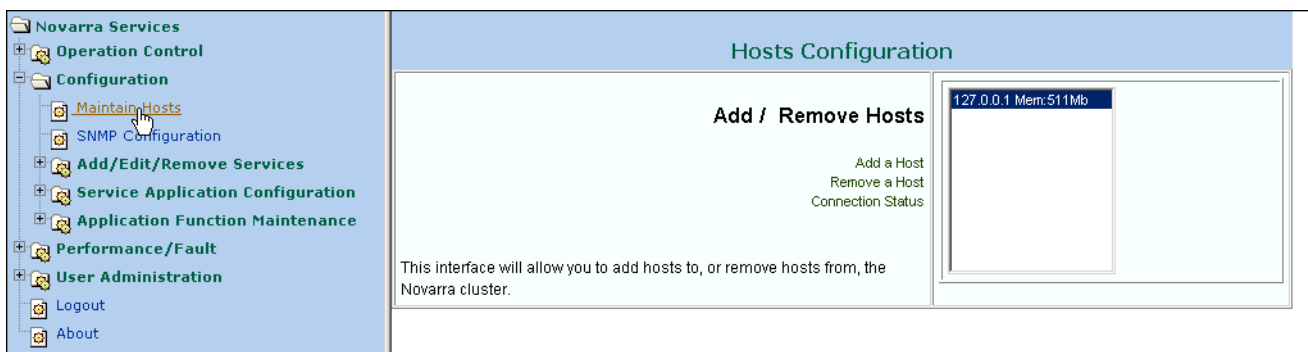 Novarra Services
Operation Control
Configuration
Maintain Hosts
SNMP Configuration
Add/Edit/Remove Services
Service Application Configuration
Application Function Maintenance
Performance/Fault
User Administration
Logout
About
Hosts Configuration
Add / Remove Hosts
Add a Host
Remove a Host
Connection Status
This interface will allow you to add hosts to, or remove hosts from, the
Novarra cluster.
127.0.0.1 Mem:511Mb